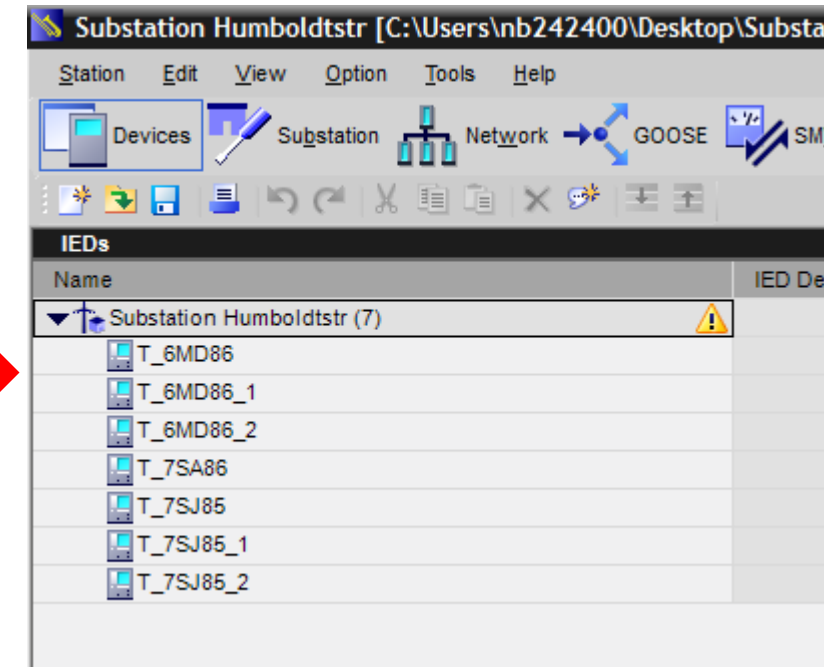 Substation Humboldtstr [C:\Users\nb242400\Desktop\Substa
Station Edit View Option Tools Help
Devices Substation Network GOOSE SM
IEDs
Name IED De
Substation Humboldtstr (7)
T_6MD86
T_6MD86_1
T_6MD86_2
T_7SA86
T_7SJ85
T_7SJ85_1
T_7SJ85_2